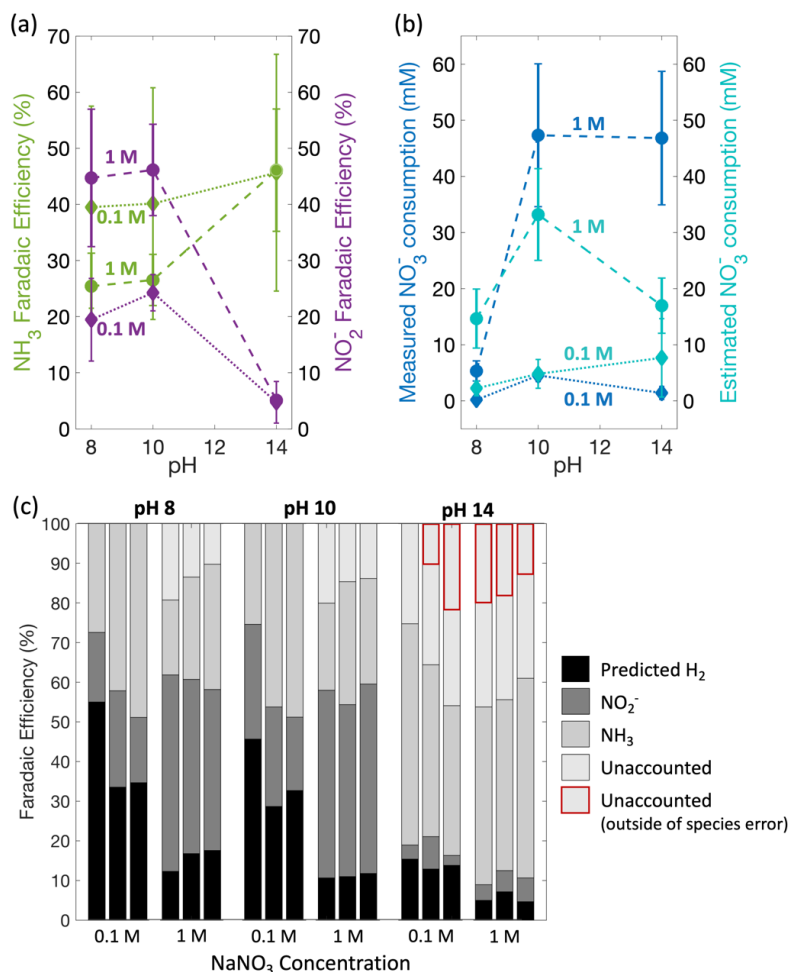 (a)
70
60
50
40
30
20
10
0
NH₃ Faradaic Efficiency (%)
1 M
0.1 M
1 M
0.1 M
8
10
12
14
pH
70
60
50
40
30
20
10
0
NO₂⁻ Faradaic Efficiency (%)
(b)
60
50
40
30
20
10
0
Measured NO₃⁻ consumption (mM)
1 M
1 M
0.1 M
0.1 M
8
10
12
14
pH
60
50
40
30
20
10
0
Estimated NO₃⁻ consumption (mM)
(c)
pH 8
pH 10
pH 14
100
90
80
70
60
50
40
30
20
10
0
Faradaic Efficiency (%)
0.1 M
1 M
0.1 M
1 M
0.1 M
1 M
NaNO₃ Concentration
Predicted H₂
NO₂⁻
NH₃
Unaccounted
Unaccounted
(outside of species error)